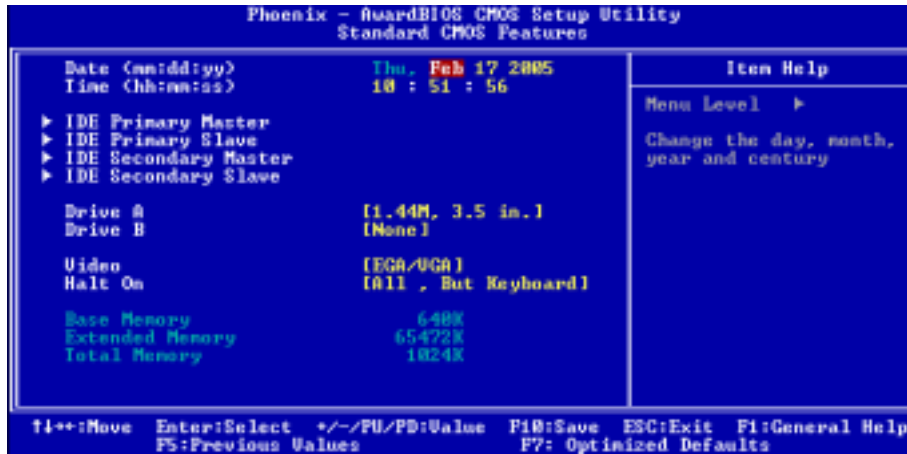 Phoenix - AwardBIOS CMOS Setup Utility
Standard CMOS Features
Date (mm:dd:yy) Thu, Feb 17 2005
Time (hh:mm:ss) 10 : 51 : 56
IDE Primary Master
IDE Primary Slave
IDE Secondary Master
IDE Secondary Slave
Drive A [1.44M, 3.5 in.]
Drive B [None]
Video [EGA/VGA]
Halt On [All , But Keyboard]
Base Memory 640K
Extended Memory 65472K
Total Memory 1024K
Item Help
Menu Level ►
Change the day, month,
year and century
↑↓→←:Move Enter:Select +/-/PU/PD:Value F10:Save ESC:Exit F1:General Help
F5:Previous Values F7: Optimized Defaults